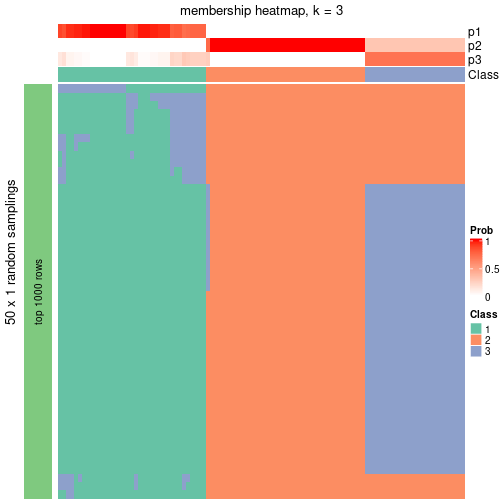 membership heatmap, k = 3
p1
p2
p3
Class
50 x 1 random samplings
top 1000 rows
Prob
1
0.5
0
Class
1
2
3